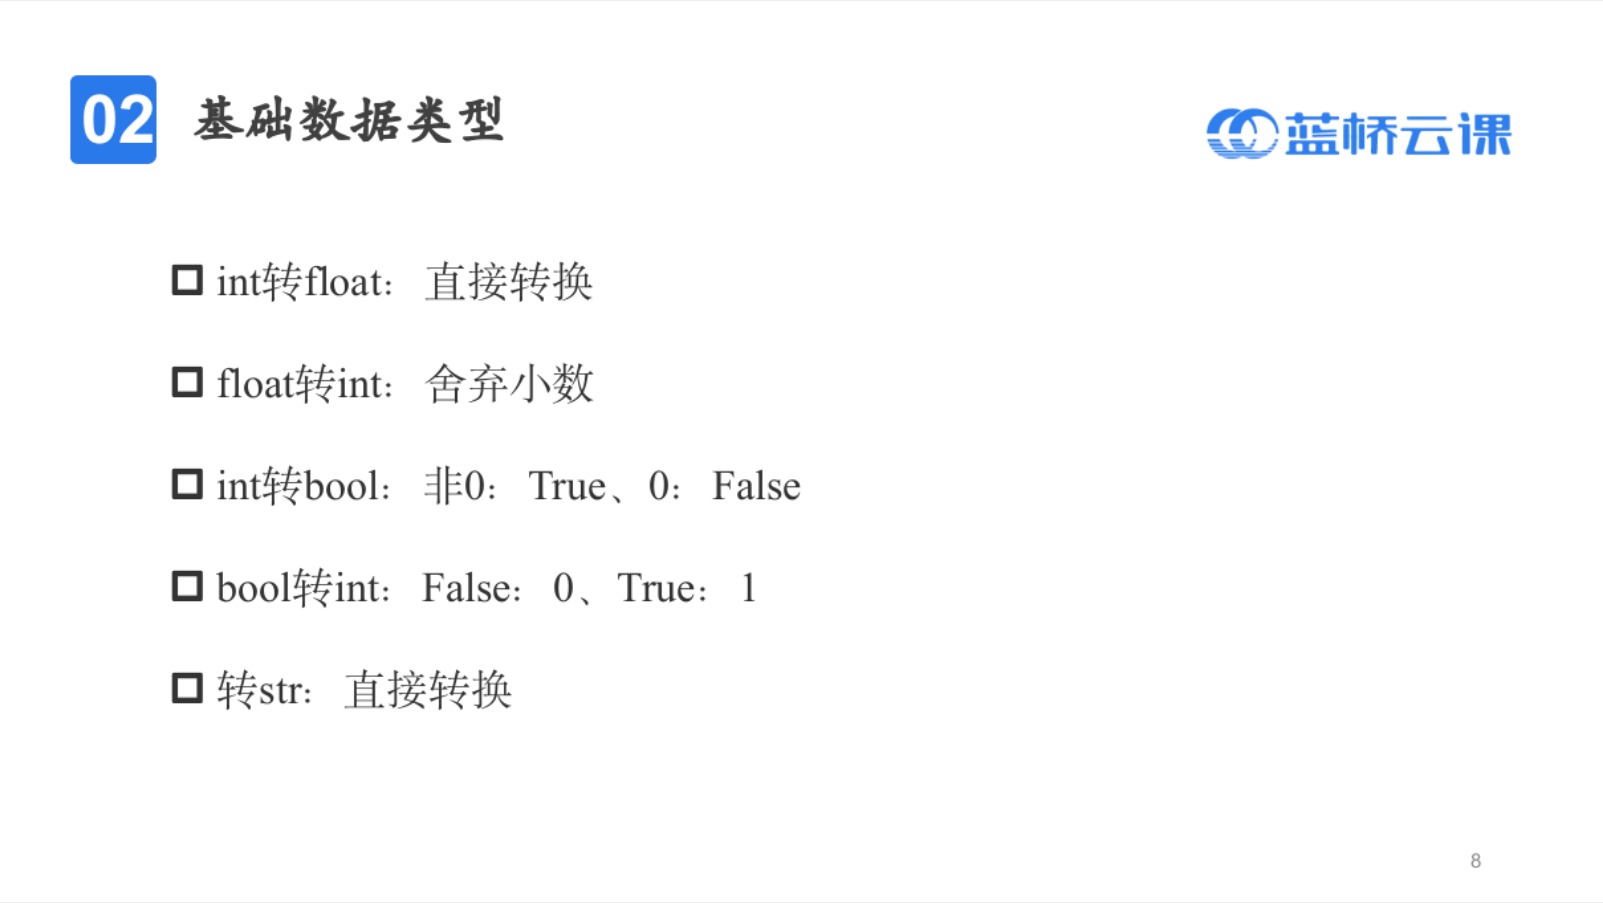 02 基础数据类型
蓝桥云课
int转float： 直接转换
float转int： 舍弃小数
int转bool： 非0： True、0： False
bool转int： False： 0、True： 1
转str： 直接转换
8